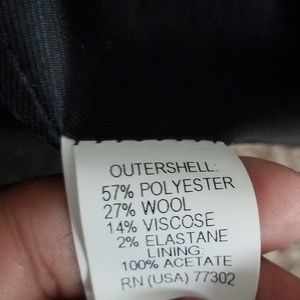 OUTERSHELL:
57% POLYESTER
27% WOOL
14% VISCOSE
2% ELASTANE
LINING:
100% ACETATE
RN (USA) 77302